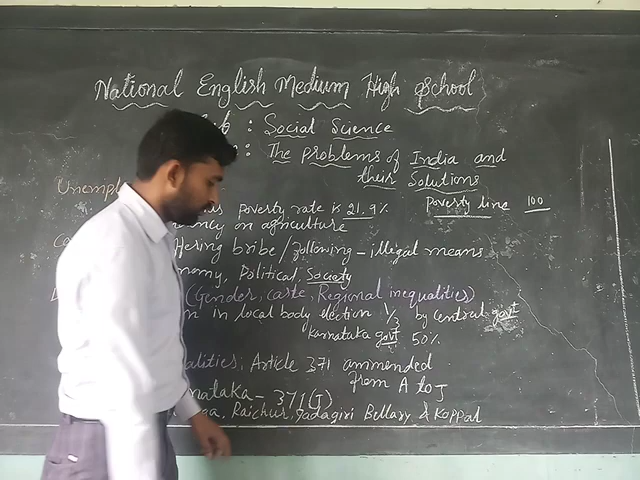 National English Medium High School
: Social Science
: The problems of India and
their Solutions
Unempl
poverty line 100
poverty rate is 21.9%
ency on agriculture
ffering bribe/following - illegal means
nomy, Political, Society
(Gender, caste, Regional inequalities)
in local body election 1/3 by central govt
Karnataka govt 50%
alities, Article 371 ammended
from A to J
nataka - 371(J)
Raichur, Yadagiri Bellary & Koppal